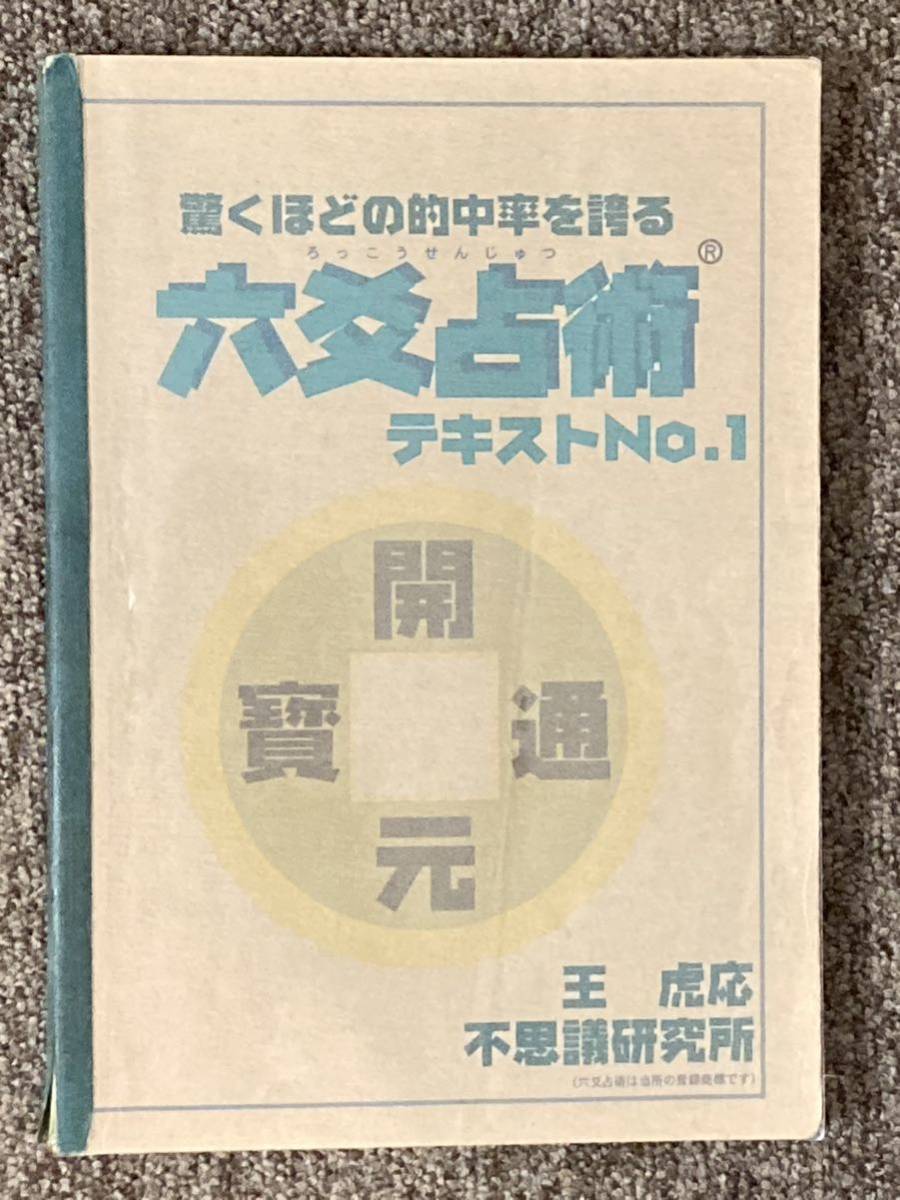 驚くほどの的中率を誇る
ろっこうせんじゅつ
六爻占術®
テキストNo.1
開
寶 通
元
王 虎応
不思議研究所
(六爻占術は当所の登録商標です)